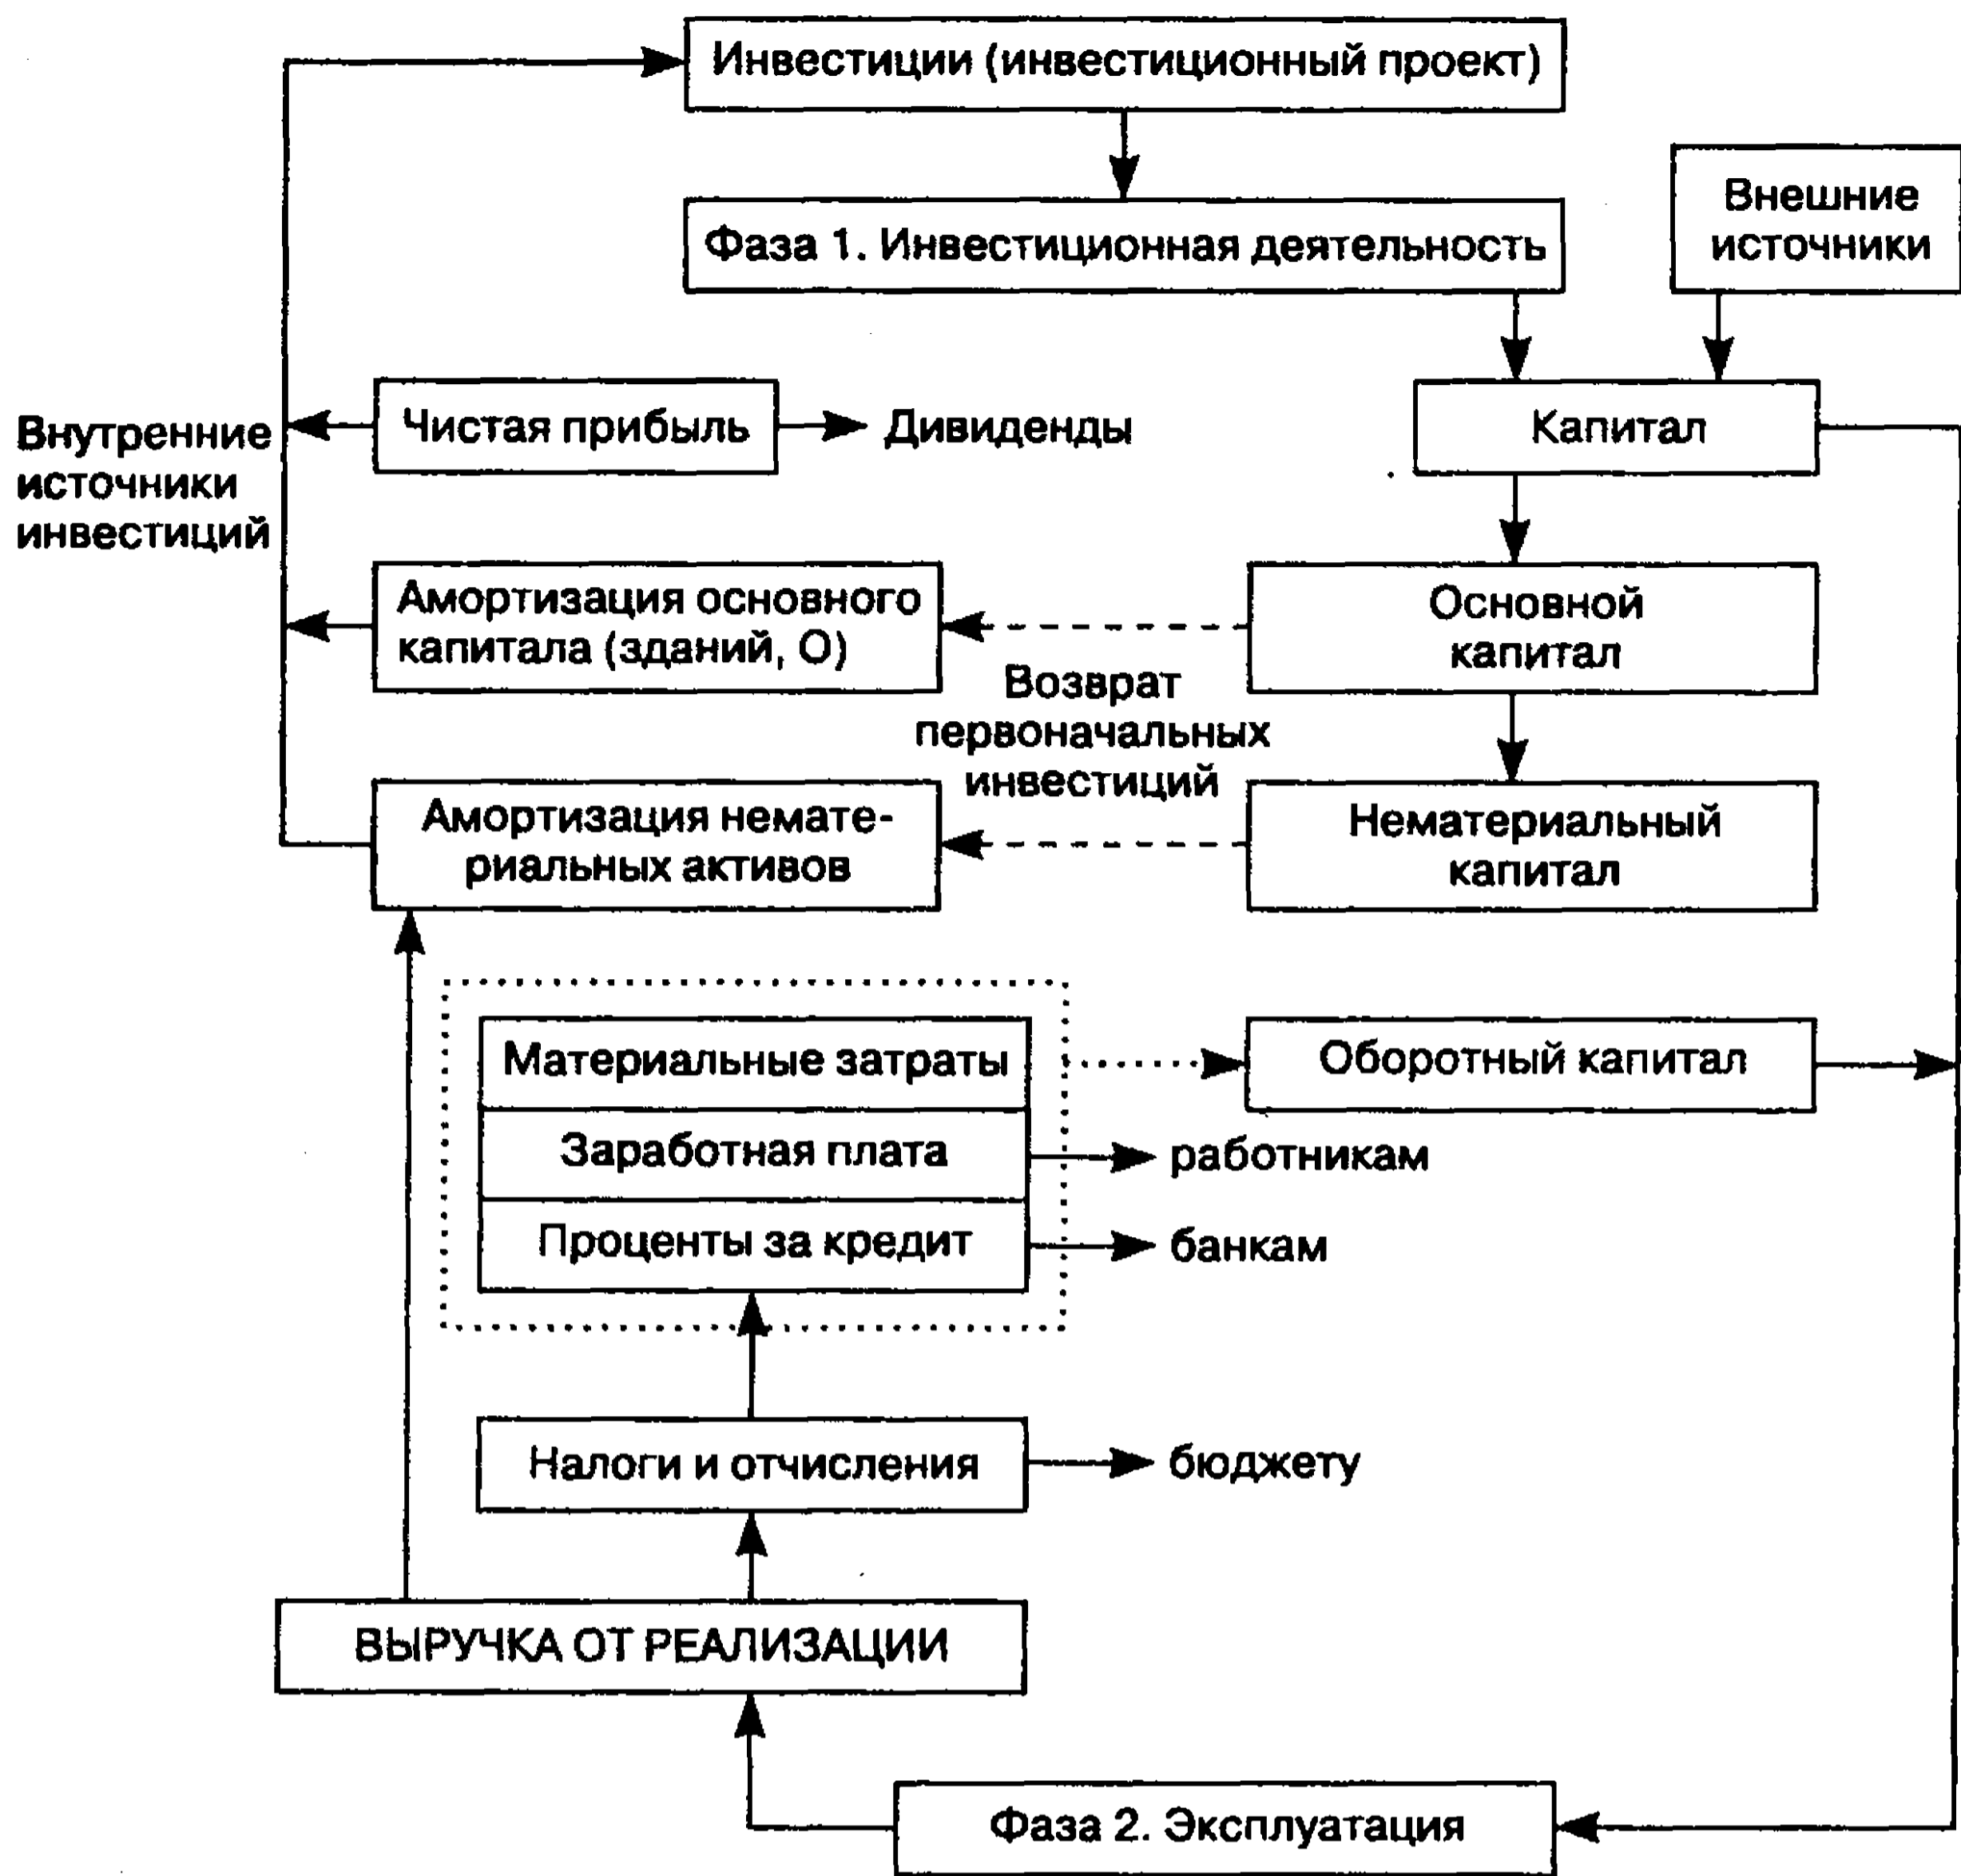 Инвестиции (инвестиционный проект)
Фаза 1. Инвестиционная деятельность
Внешние
источники
Чистая прибыль
Дивиденды
Капитал
Внутренние
источники
инвестиций
Амортизация основного
капитала (зданий, О)
Основной
капитал
Возврат
первоначальных
инвестиций
Амортизация немате-
риальных активов
Нематериальный
капитал
Материальные затраты
Оборотный капитал
Заработная плата
работникам
Проценты за кредит
банкам
Налоги и отчисления
бюджету
ВЫРУЧКА ОТ РЕАЛИЗАЦИИ
Фаза 2. Эксплуатация